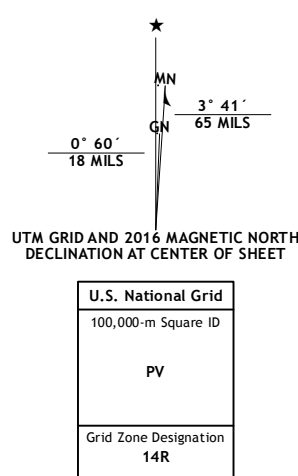 ★
MN
3° 41´
65 MILS
GN
0° 60´
18 MILS
UTM GRID AND 2016 MAGNETIC NORTH
DECLINATION AT CENTER OF SHEET
U.S. National Grid
100,000-m Square ID
PV
Grid Zone Designation
14R